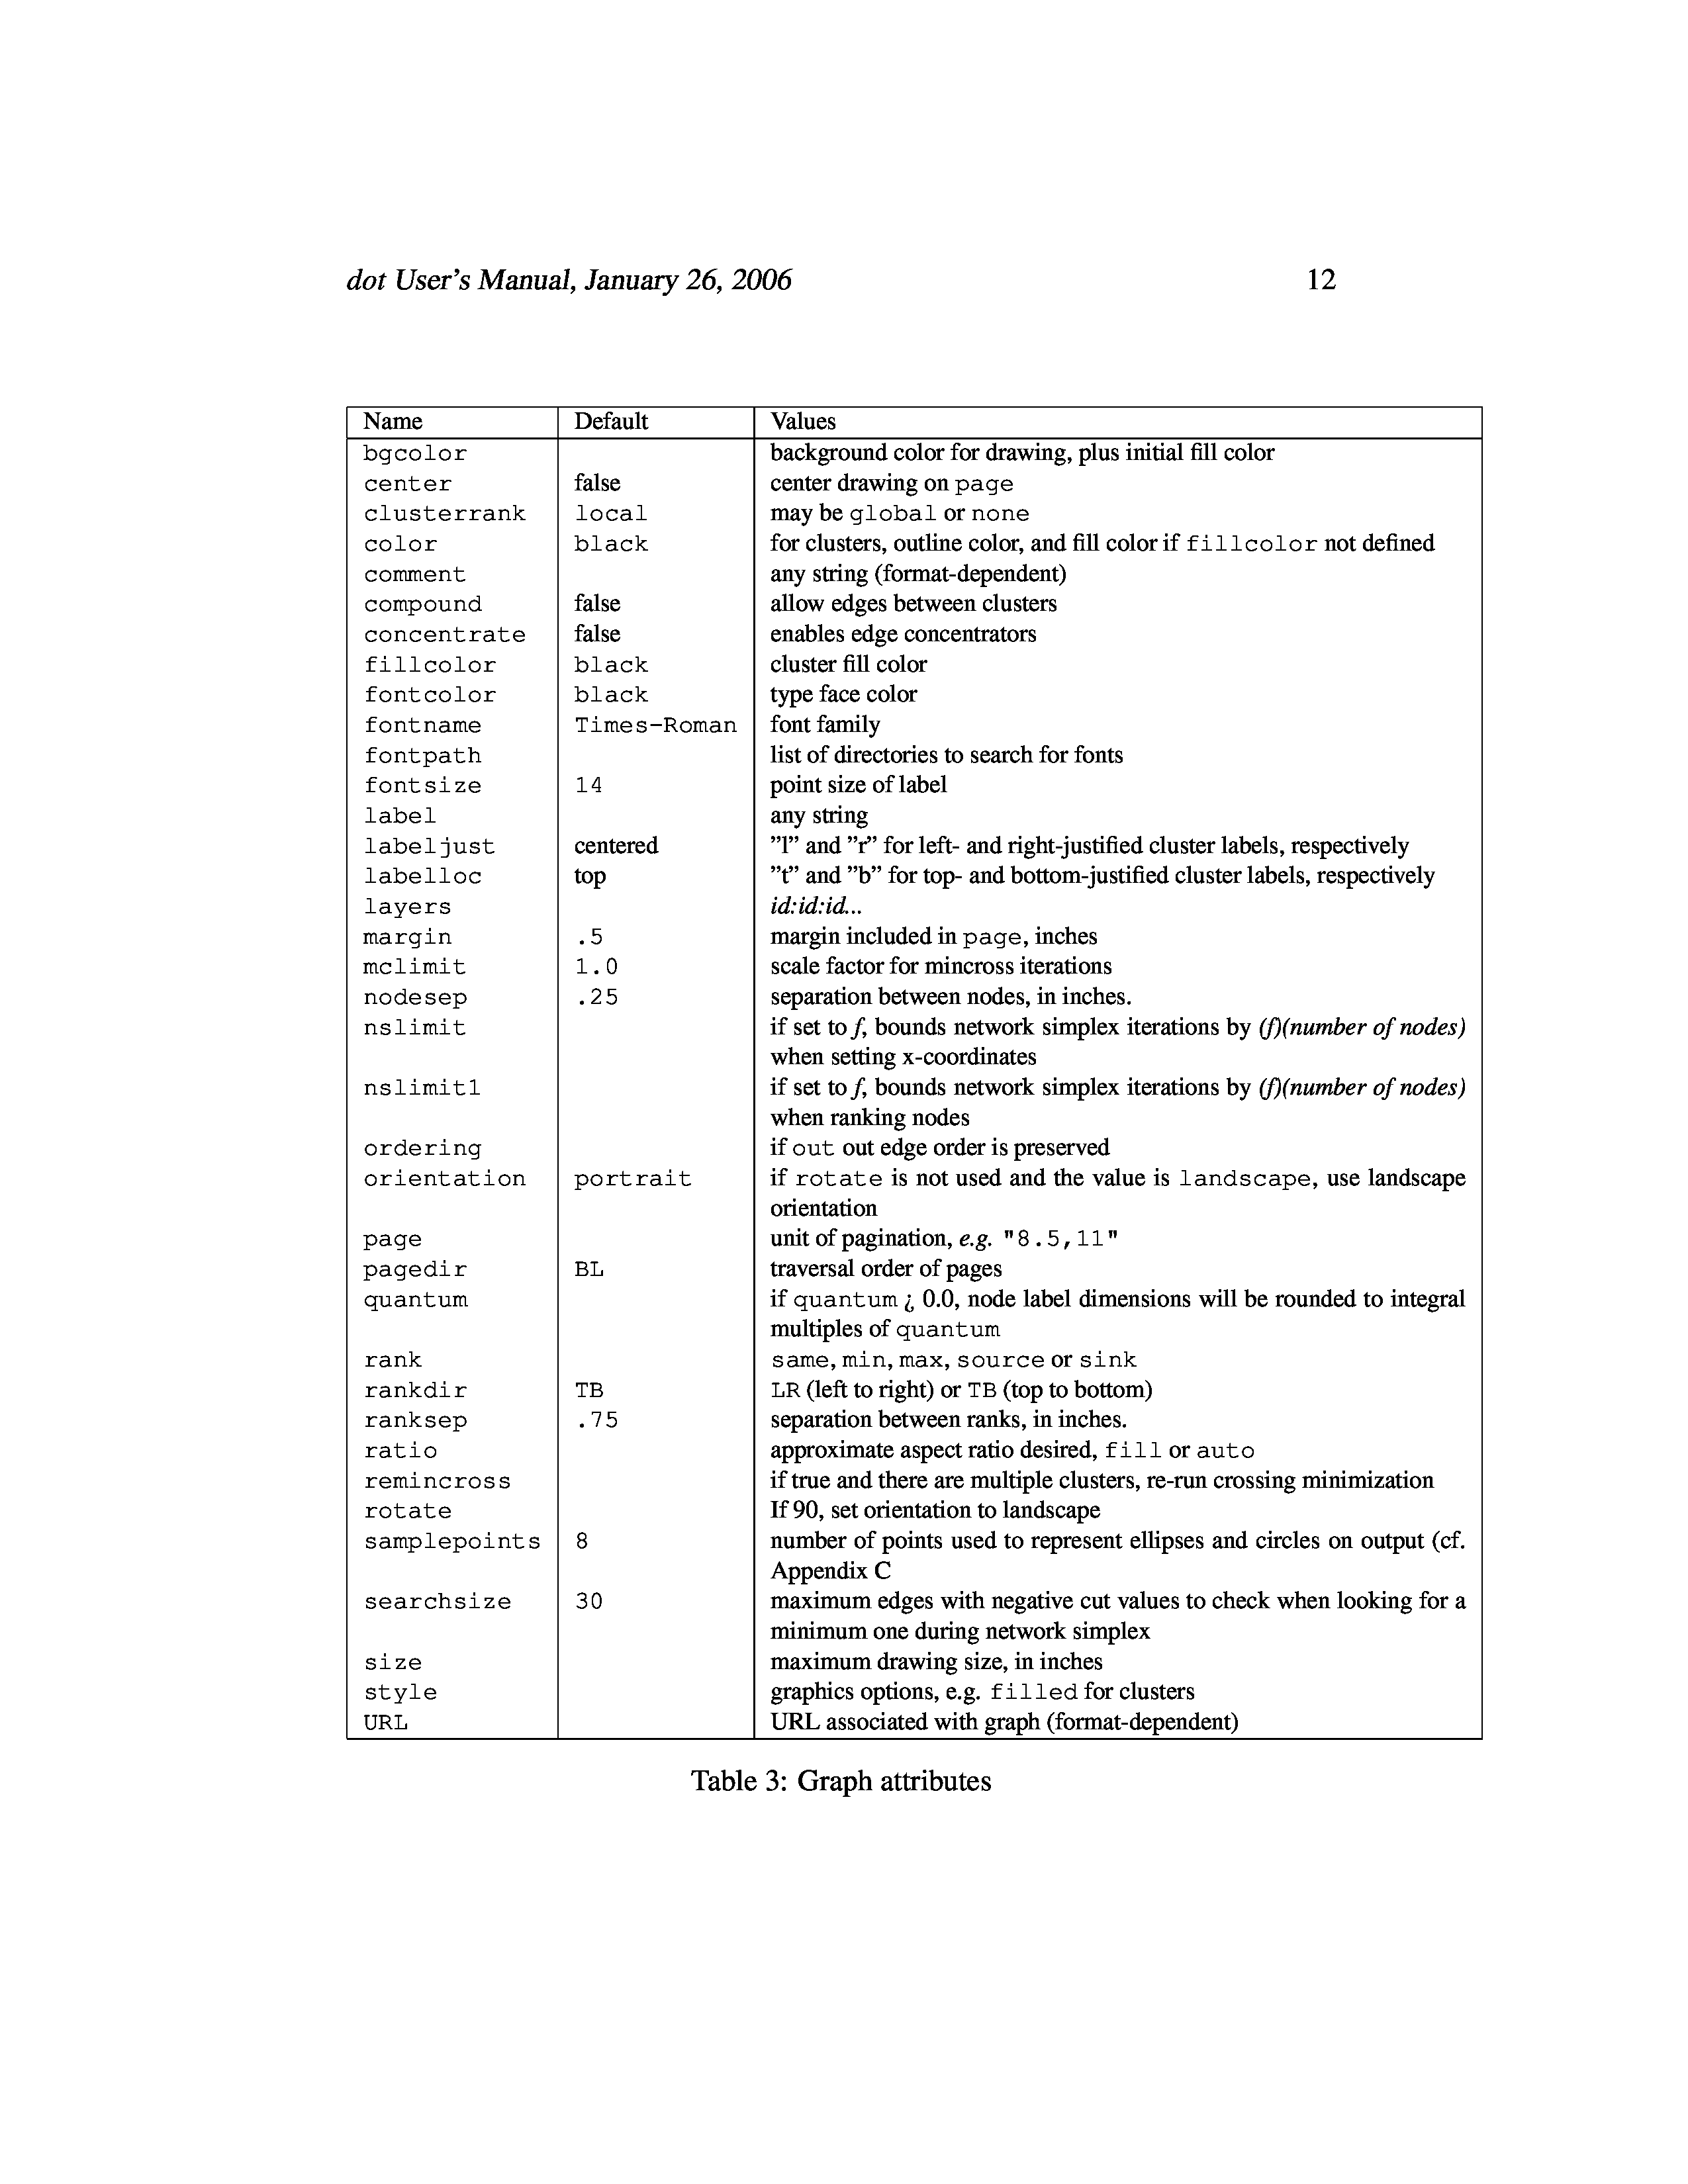 dot User's Manual, January 26, 2006 12
Name Default Values
bgcolor background color for drawing, plus initial fill color
center false center drawing on page
clusterrank local may be global or none
color black for clusters, outline color, and fill color if fillcolor not defined
comment any string (format-dependent)
compound false allow edges between clusters
concentrate false enables edge concentrators
fillcolor black cluster fill color
fontcolor black type face color
fontname Times-Roman font family
fontpath list of directories to search for fonts
fontsize 14 point size of label
label any string
labeljust centered ”l” and ”r” for left- and right-justified cluster labels, respectively
labelloc top ”t” and ”b” for top- and bottom-justified cluster labels, respectively
layers id:id:id...
margin .5 margin included in page, inches
mclimit 1.0 scale factor for mincross iterations
nodesep .25 separation between nodes, in inches.
nslimit if set to f, bounds network simplex iterations by (f)(number of nodes)
when setting x-coordinates
nslimit1 if set to f, bounds network simplex iterations by (f)(number of nodes)
when ranking nodes
ordering if out out edge order is preserved
orientation portrait if rotate is not used and the value is landscape, use landscape
orientation
page unit of pagination, e.g. "8.5,11"
pagedir BL traversal order of pages
quantum if quantum ¿ 0.0, node label dimensions will be rounded to integral
multiples of quantum
rank same, min, max, source or sink
rankdir TB LR (left to right) or TB (top to bottom)
ranksep .75 separation between ranks, in inches.
ratio approximate aspect ratio desired, fill or auto
remincross if true and there are multiple clusters, re-run crossing minimization
rotate If 90, set orientation to landscape
samplepoints 8 number of points used to represent ellipses and circles on output (cf.
Appendix C
searchsize 30 maximum edges with negative cut values to check when looking for a
minimum one during network simplex
size maximum drawing size, in inches
style graphics options, e.g. filled for clusters
URL URL associated with graph (format-dependent)
Table 3: Graph attributes